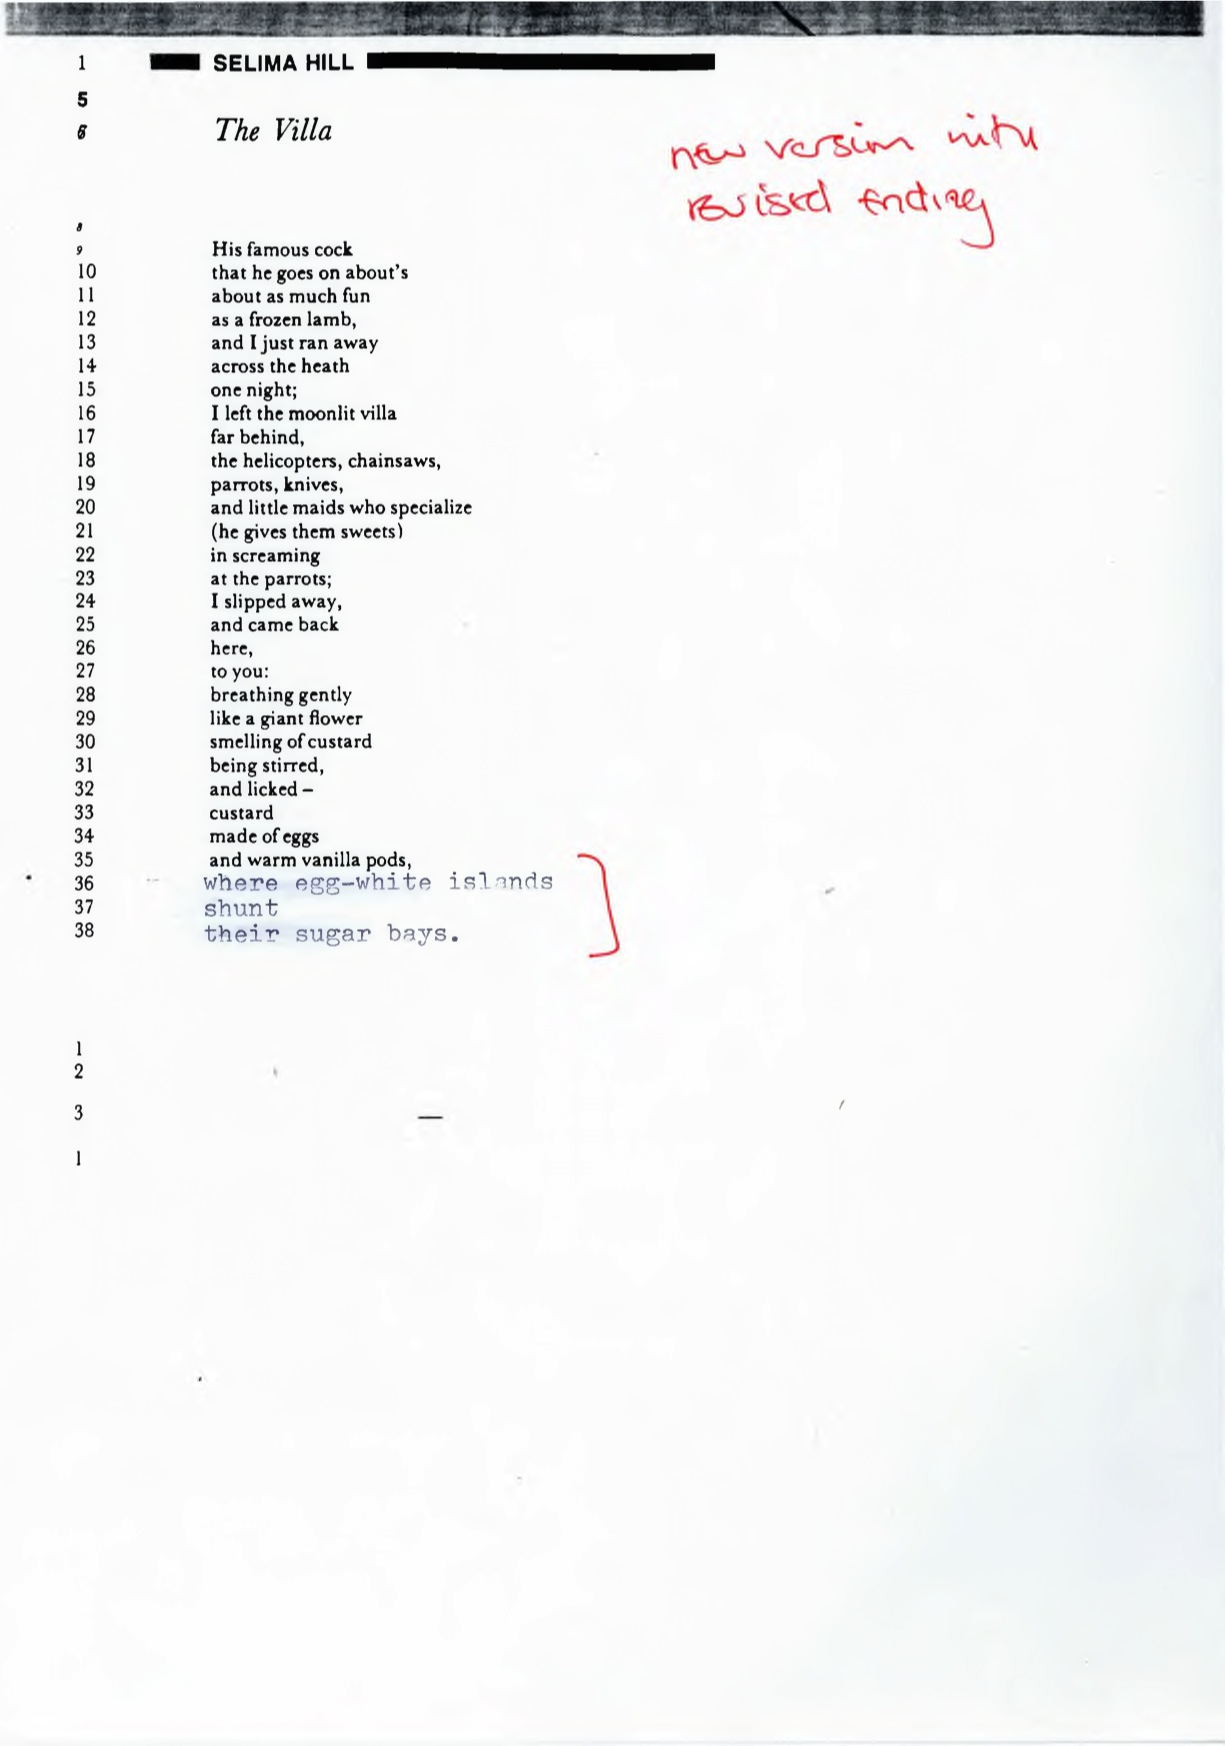 1 SELIMA HILL
5
6 The Villa
new version with
revised ending
8
9 His famous cock
10 that he goes on about's
11 about as much fun
12 as a frozen lamb,
13 and I just ran away
14 across the heath
15 one night;
16 I left the moonlit villa
17 far behind,
18 the helicopters, chainsaws,
19 parrots, knives,
20 and little maids who specialize
21 (he gives them sweets)
22 in screaming
23 at the parrots;
24 I slipped away,
25 and came back
26 here,
27 to you:
28 breathing gently
29 like a giant flower
30 smelling of custard
31 being stirred,
32 and licked –
33 custard
34 made of eggs
35 and warm vanilla pods,
36 where egg-white islands
37 shunt
38 their sugar bays.
1
2
3 —
1